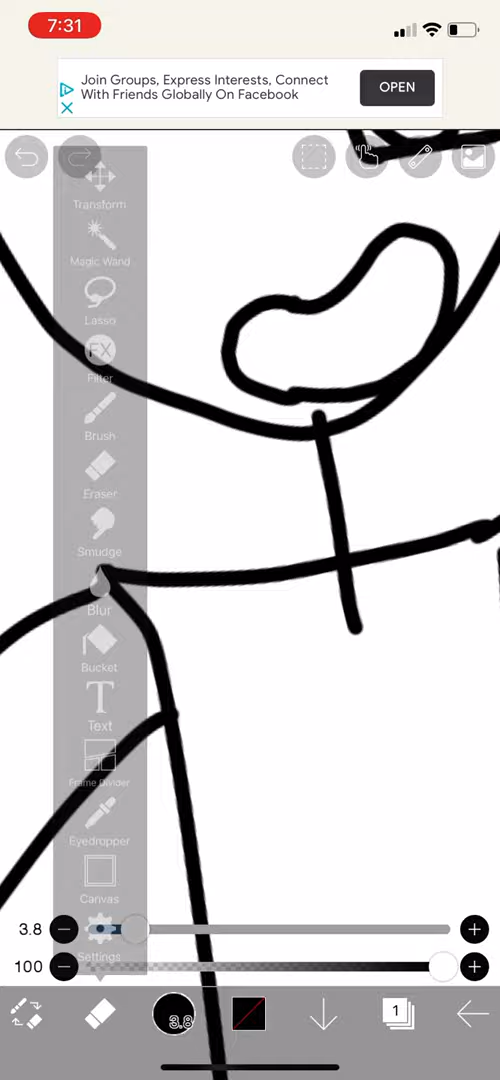 7:31
Join Groups, Express Interests, Connect
With Friends Globally On Facebook
OPEN
Transform
Magic Wand
Lasso
FX
Filter
Brush
Eraser
Smudge
Blur
Bucket
T
Text
Frame Divider
Eyedropper
Canvas
3.8
Settings
100
3.8
1